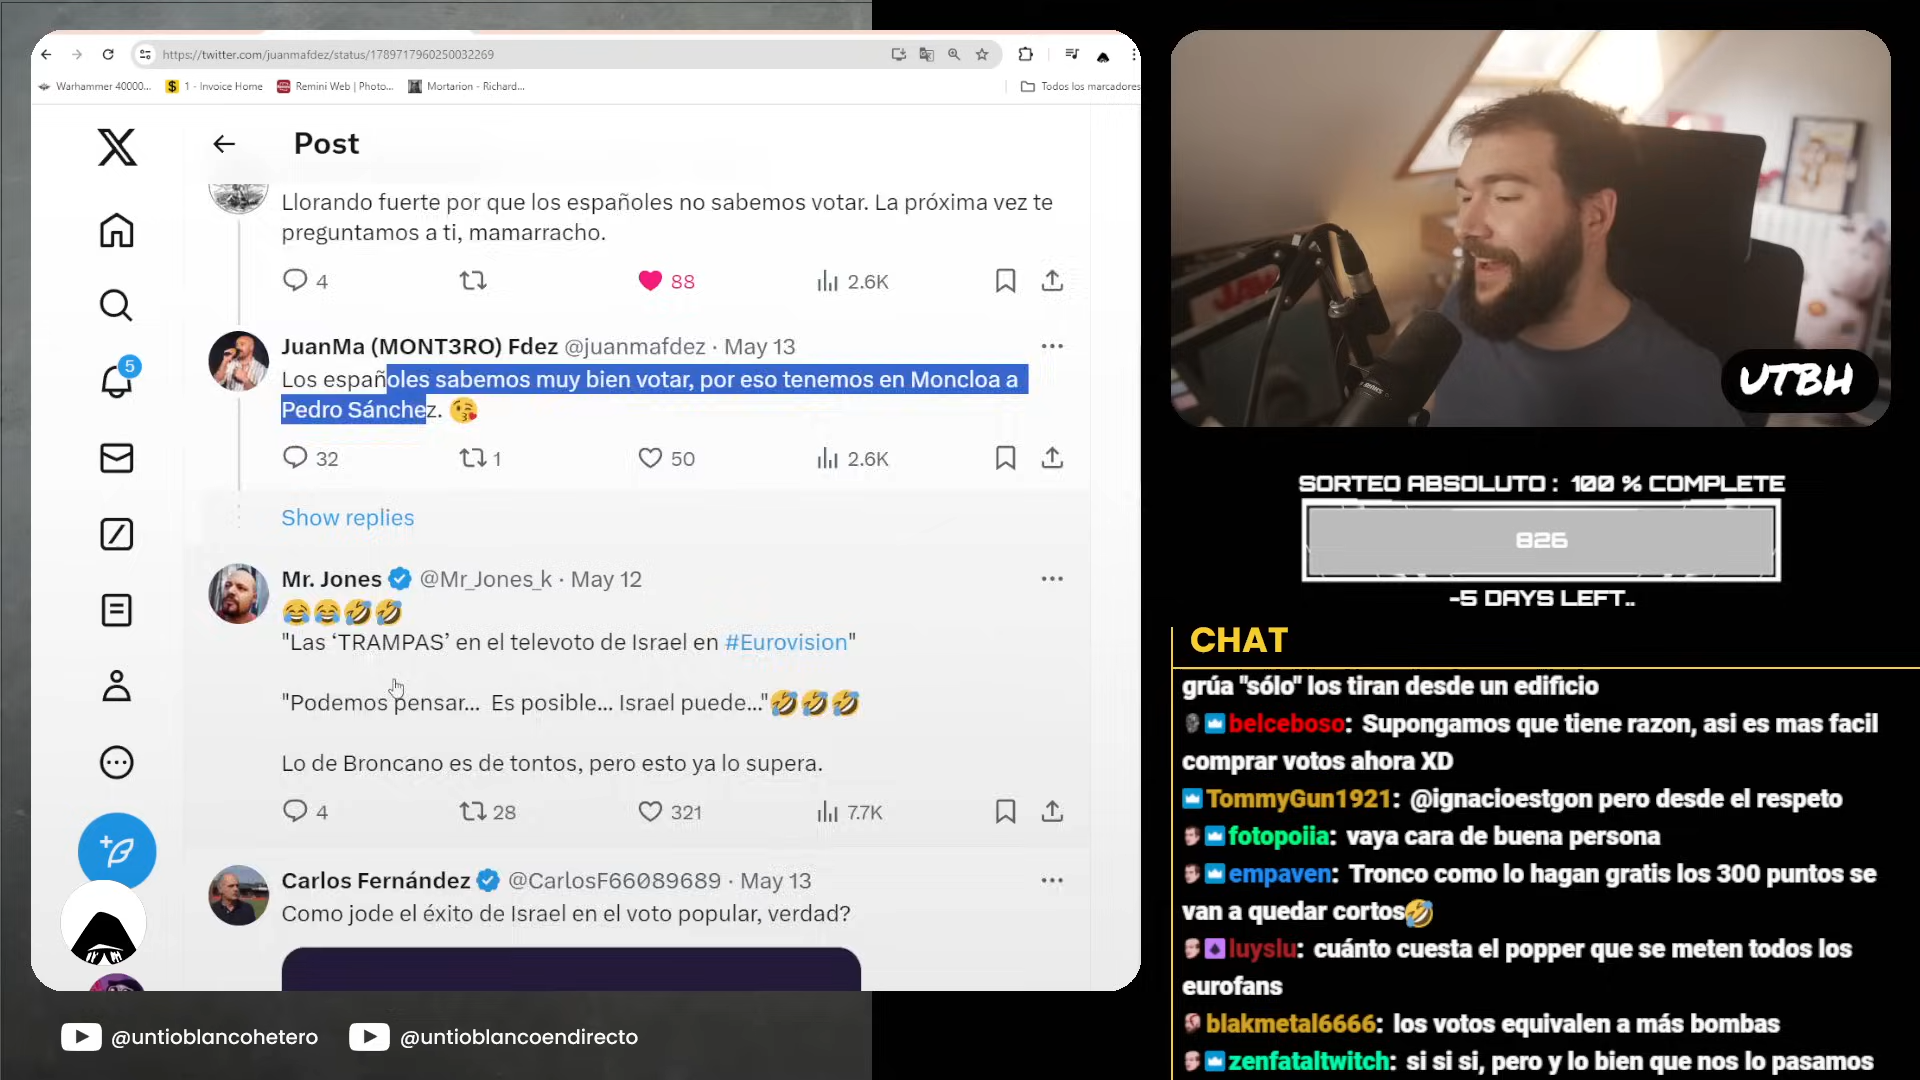 https://twitter.com/juanmafdez/status/1789717960250032269
Warhammer 40000...
$ 1 - Invoice Home
Remini Web | Photo...
Mortarion - Richard...
Todos los marcadores
Post
Llorando fuerte por que los españoles no sabemos votar. La próxima vez te
preguntamos a ti, mamarracho.
4
88
2.6K
JuanMa (MONT3RO) Fdez @juanmafdez · May 13
Los españoles sabemos muy bien votar, por eso tenemos en Moncloa a
Pedro Sánchez. 😘
32
1
50
2.6K
Show replies
5
Mr. Jones @Mr_Jones_k · May 12
😂😂🤣🤣
"Las ‘TRAMPAS’ en el televoto de Israel en #Eurovision"
"Podemos pensar... Es posible... Israel puede..."🤣🤣🤣
Lo de Broncano es de tontos, pero esto ya lo supera.
4
28
321
7.7K
Carlos Fernández @CarlosF66089689 · May 13
Como jode el éxito de Israel en el voto popular, verdad?
@untioblancohetero
@untioblancoendirecto
UTBH
SORTEO ABSOLUTO : 100 % COMPLETE
826
-5 DAYS LEFT..
CHAT
grúa "sólo" los tiran desde un edificio
belceboso: Supongamos que tiene razon, asi es mas facil
comprar votos ahora XD
TommyGun1921: @ignacioestgon pero desde el respeto
fotopoiia: vaya cara de buena persona
empaven: Tronco como lo hagan gratis los 300 puntos se
van a quedar cortos🤣
luyslu: cuánto cuesta el popper que se meten todos los
eurofans
blakmetal6666: los votos equivalen a más bombas
zenfataltwitch: si si si, pero y lo bien que nos lo pasamos